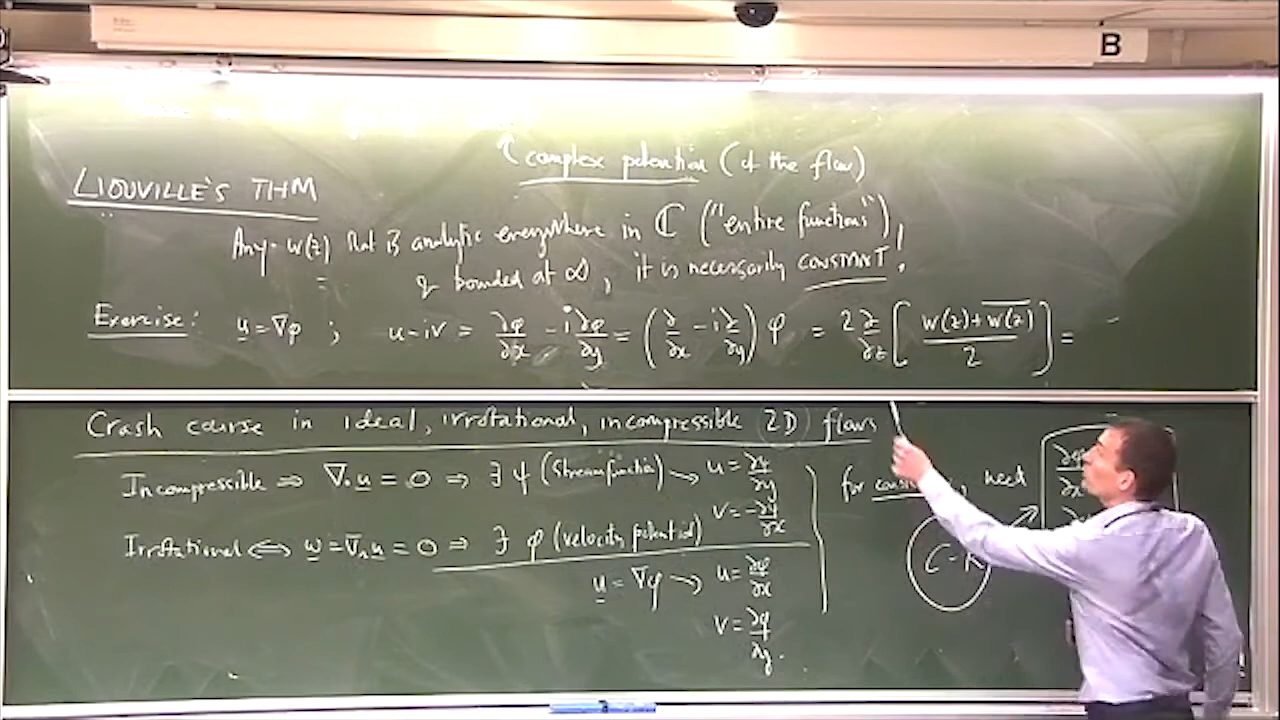 B
complex potential (of the flow)
LIOUVILLE'S THM
Any w(z) that is analytic everywhere in ℂ ("entire functions")
& bounded at ∞, it is necessarily CONSTANT!
Exercise: u = ∇φ ; u-iv = ∂φ/∂x - i ∂φ/∂y = (∂/∂x - i ∂/∂y) φ = 2 ∂/∂z [ (w(z) + \overline{w(z)})/2 ] =
Crash course in ideal, irrotational, incompressible (2D) flows
Incompressible ⇒ ∇·u = 0 ⇒ ∃ ψ (streamfunction) → u = ∂ψ/∂y
v = -∂ψ/∂x
for need
Irrotational ⇔ ω = ∇∧u = 0 ⇒ ∃ φ (velocity potential)
C-R
u = ∇φ → u = ∂φ/∂x
v = ∂φ/∂y.